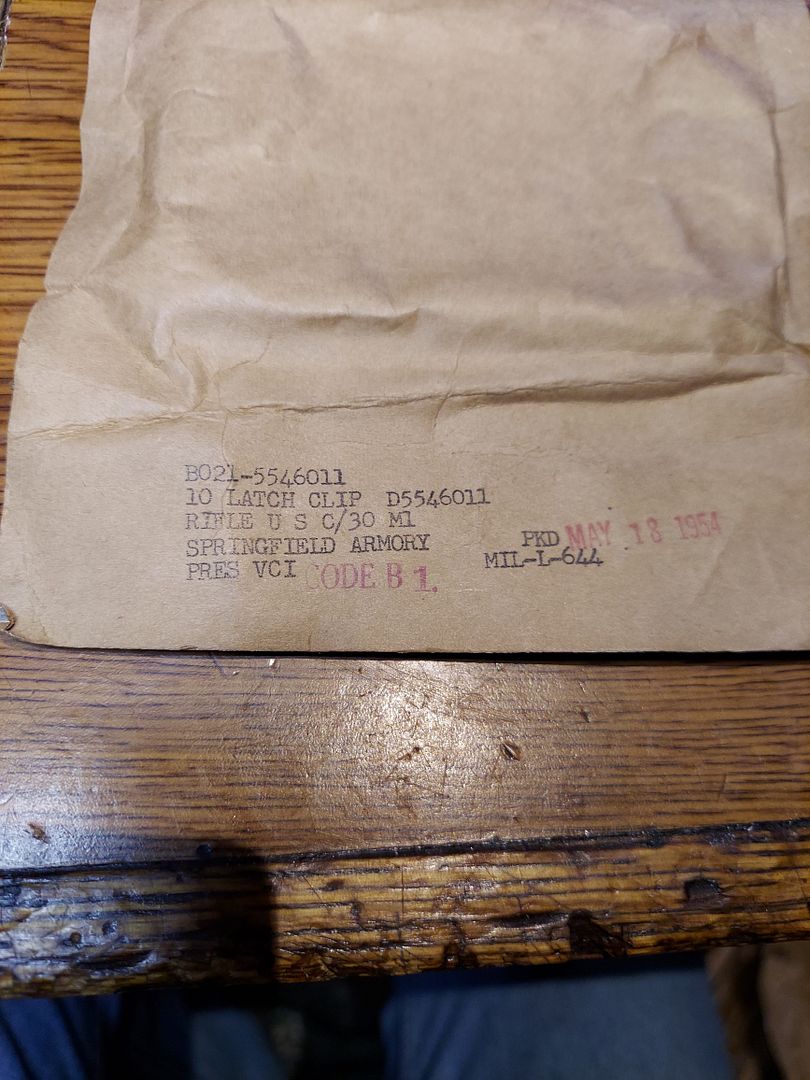 B021-5546011
10 LATCH CLIP D5546011
RIFLE U S C/30 M1
SPRINGFIELD ARMORY PKD MAY 18 1954
PRES VCI CODE B 1. MIL-L-644